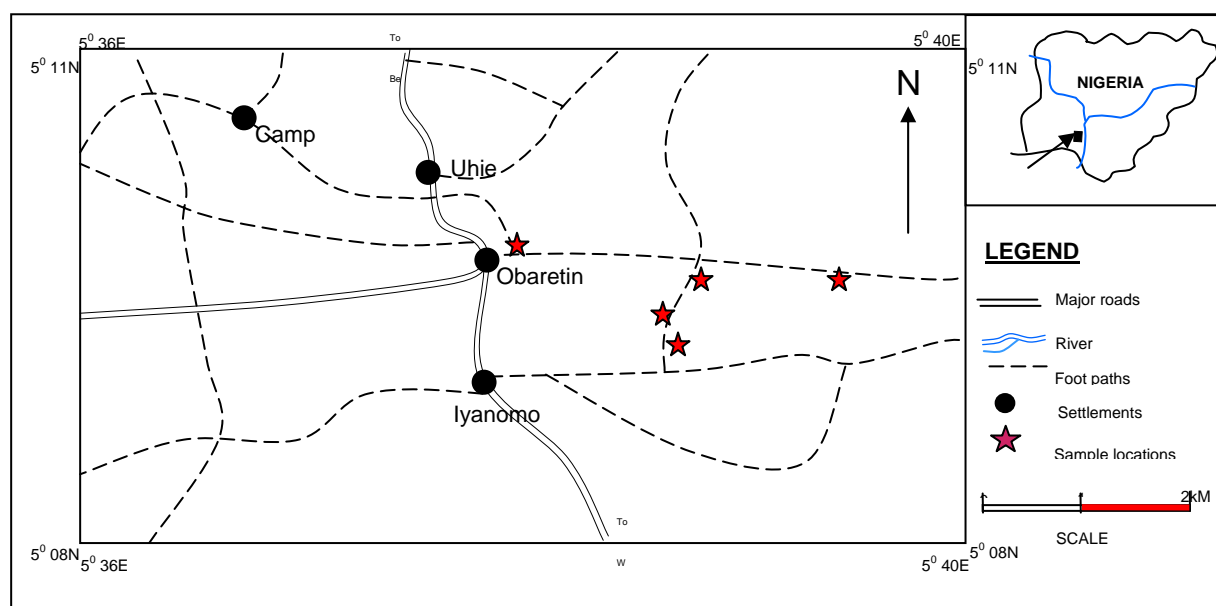 5⁰ 36E
To
5⁰ 40E
5⁰ 11N
5⁰ 11N
Be
N
NIGERIA
Camp
Uhie
Obaretin
LEGEND
Major roads
River
Foot paths
Iyanomo
Settlements
Sample locations
2kM
To
SCALE
5⁰ 08N
5⁰ 08N
5⁰ 36E
W
5⁰ 40E